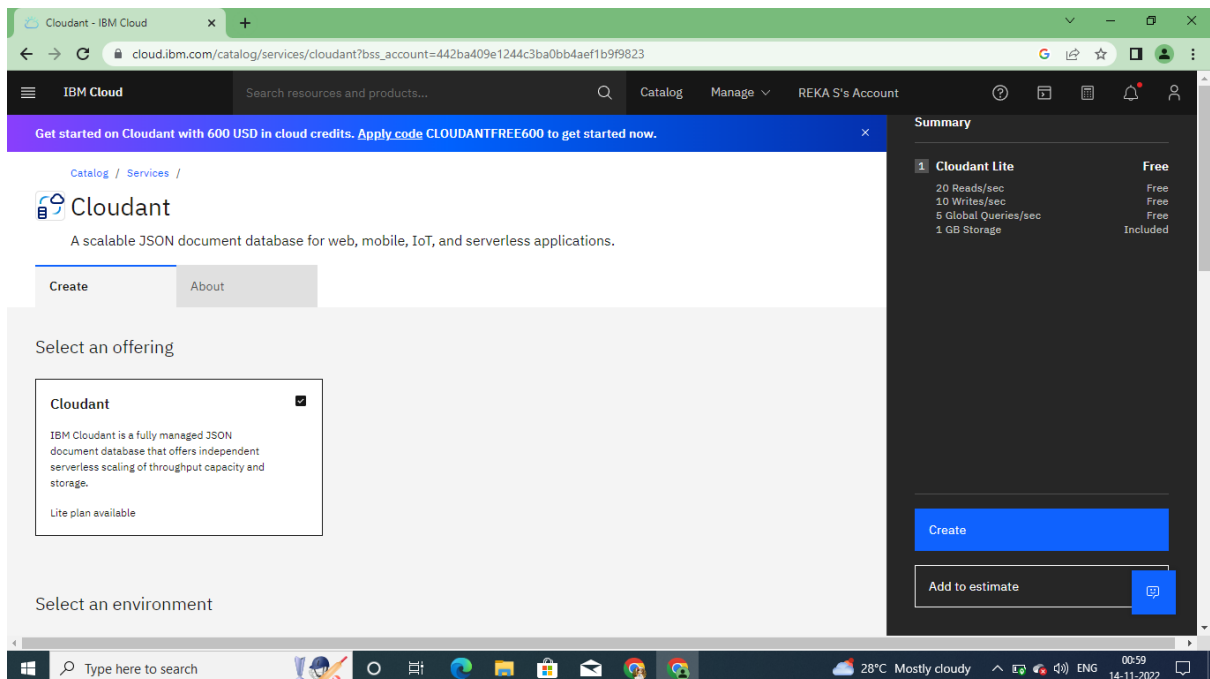 Cloudant - IBM Cloud
cloud.ibm.com/catalog/services/cloudant?bss_account=442ba409e1244c3ba0bb4aef1b9f9823
IBM Cloud
Search resources and products...
Catalog
Manage
REKA S's Account
Get started on Cloudant with 600 USD in cloud credits. Apply code CLOUDANTFREE600 to get started now.
Catalog / Services /
Cloudant
A scalable JSON document database for web, mobile, IoT, and serverless applications.
Create
About
Select an offering
Cloudant
IBM Cloudant is a fully managed JSON
document database that offers independent
serverless scaling of throughput capacity and
storage.
Lite plan available
Select an environment
Summary
1 Cloudant Lite Free
20 Reads/sec Free
10 Writes/sec Free
5 Global Queries/sec Free
1 GB Storage Included
Create
Add to estimate
Type here to search
28°C Mostly cloudy
ENG
00:59
14-11-2022